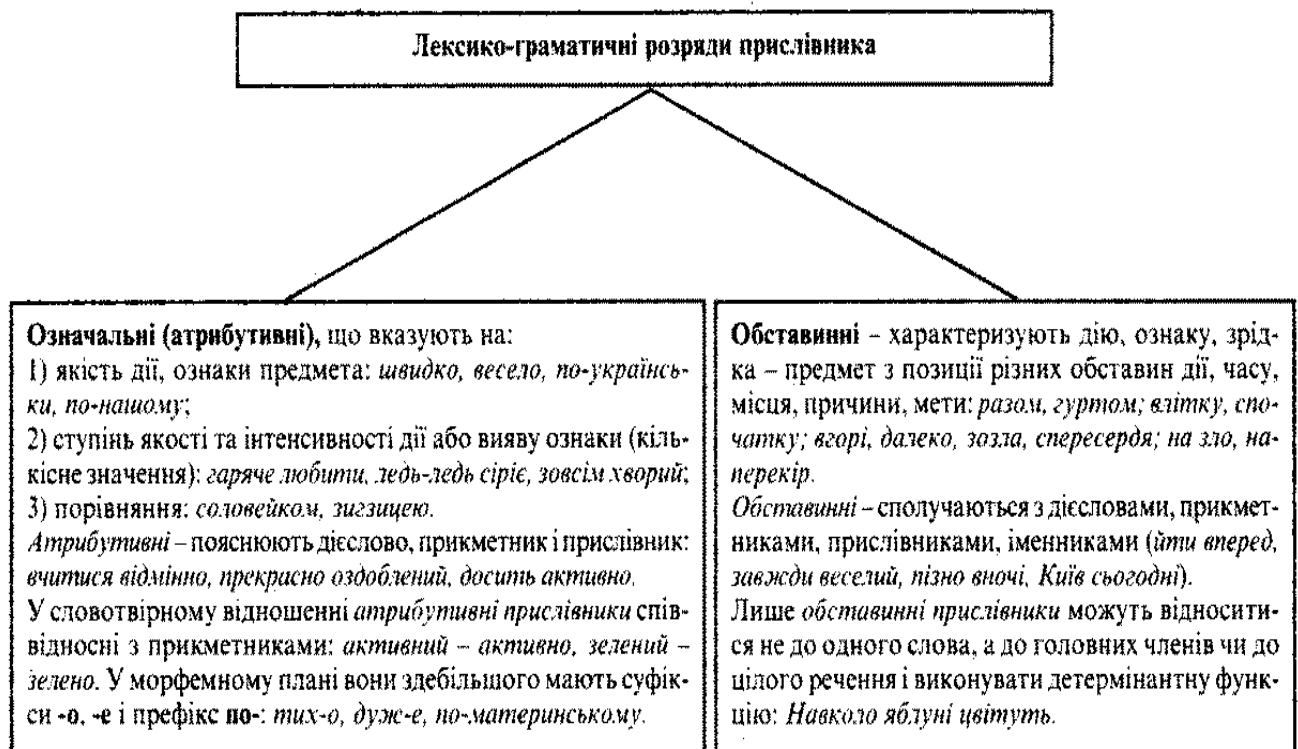 Лексико-граматичні розряди прислівника
Означальні (атрибутивні), що вказують на:
1) якість дії, ознаки предмета: швидко, весело, по-українсь-
ки, по-нашому;
2) ступінь якості та інтенсивності дії або вияву ознаки (кіль-
кісне значення): гаряче любити, ледь-ледь сіріє, зовсім хворий;
3) порівняння: соловейком, зигзицею.
Атрибутивні – пояснюють дієслово, прикметник і прислівник:
вчитися відмінно, прекрасно оздоблений, досить активно.
У словотвірному відношенні атрибутивні прислівники спів-
відносні з прикметниками: активний – активно, зелений –
зелено. У морфемному плані вони здебільшого мають суфік-
си -о, -е і префікс по-: тих-о, дуж-е, по-материнському.
Обставинні – характеризують дію, ознаку, зрід-
ка – предмет з позиції різних обставин дії, часу,
місця, причини, мети: разом, гуртом; влітку, спо-
чатку; вгорі, далеко, зозла, спересердя; на зло, на-
перекір.
Обставинні – сполучаються з дієсловами, прикмет-
никами, прислівниками, іменниками (йти вперед,
завжди веселий, пізно вночі, Київ сьогодні).
Лише обставинні прислівники можуть відносити-
ся не до одного слова, а до головних членів чи до
цілого речення і виконувати детермінантну функ-
цію: Навколо яблуні цвітуть.